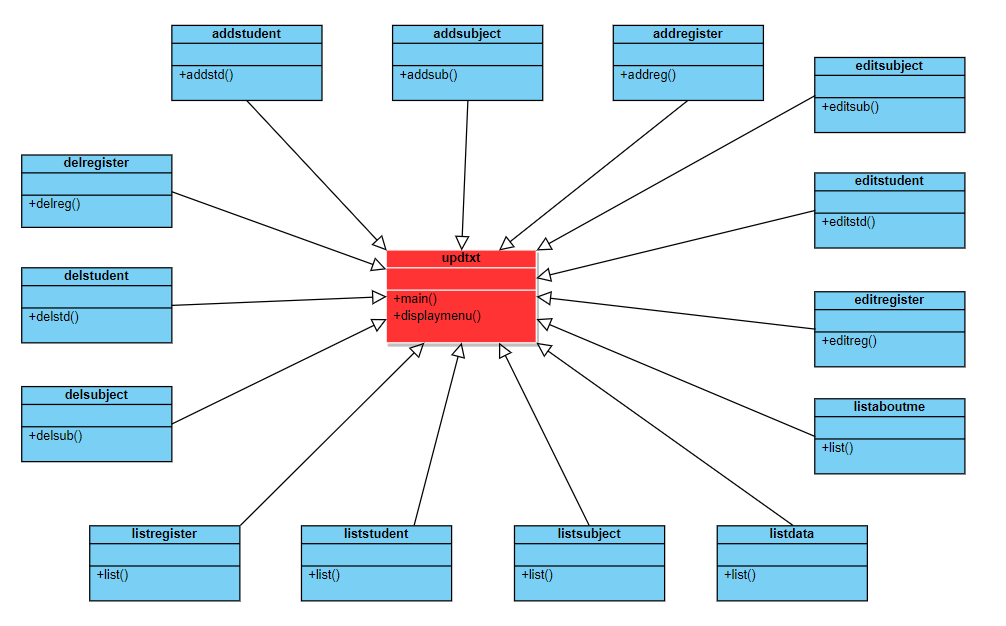 addstudent
+addstd()
addsubject
+addsub()
addregister
+addreg()
editsubject
+editsub()
delregister
+delreg()
editstudent
+editstd()
updtxt
+main()
+displaymenu()
delstudent
+delstd()
editregister
+editreg()
delsubject
+delsub()
listaboutme
+list()
listregister
+list()
liststudent
+list()
listsubject
+list()
listdata
+list()